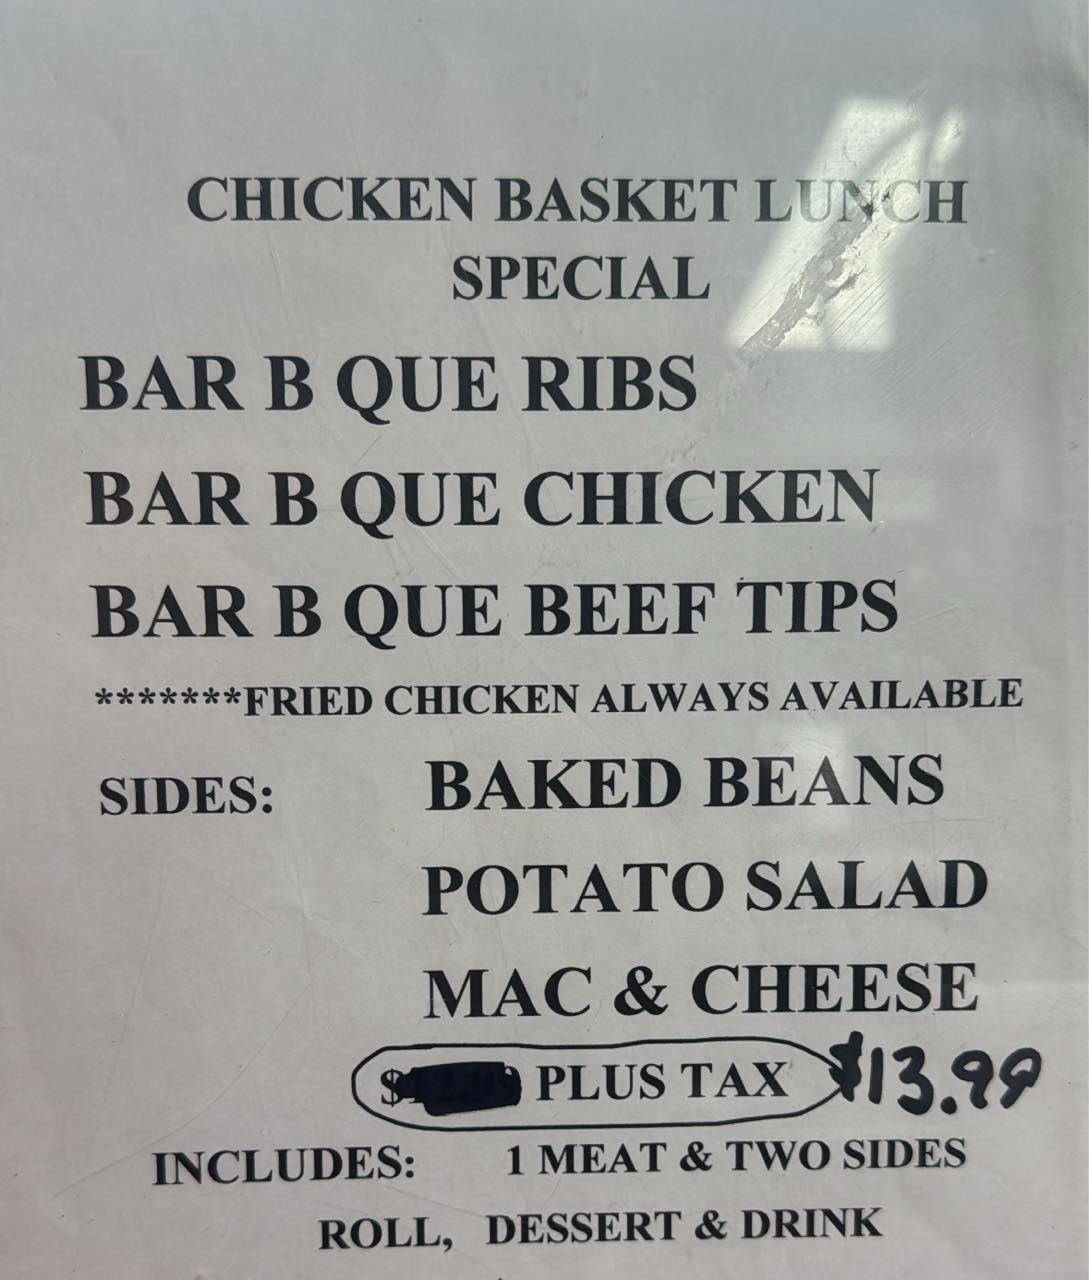 CHICKEN BASKET LUNCH
SPECIAL
BAR B QUE RIBS
BAR B QUE CHICKEN
BAR B QUE BEEF TIPS
*******FRIED CHICKEN ALWAYS AVAILABLE
SIDES: BAKED BEANS
POTATO SALAD
MAC & CHEESE
PLUS TAX $13.99
INCLUDES: 1 MEAT & TWO SIDES
ROLL, DESSERT & DRINK